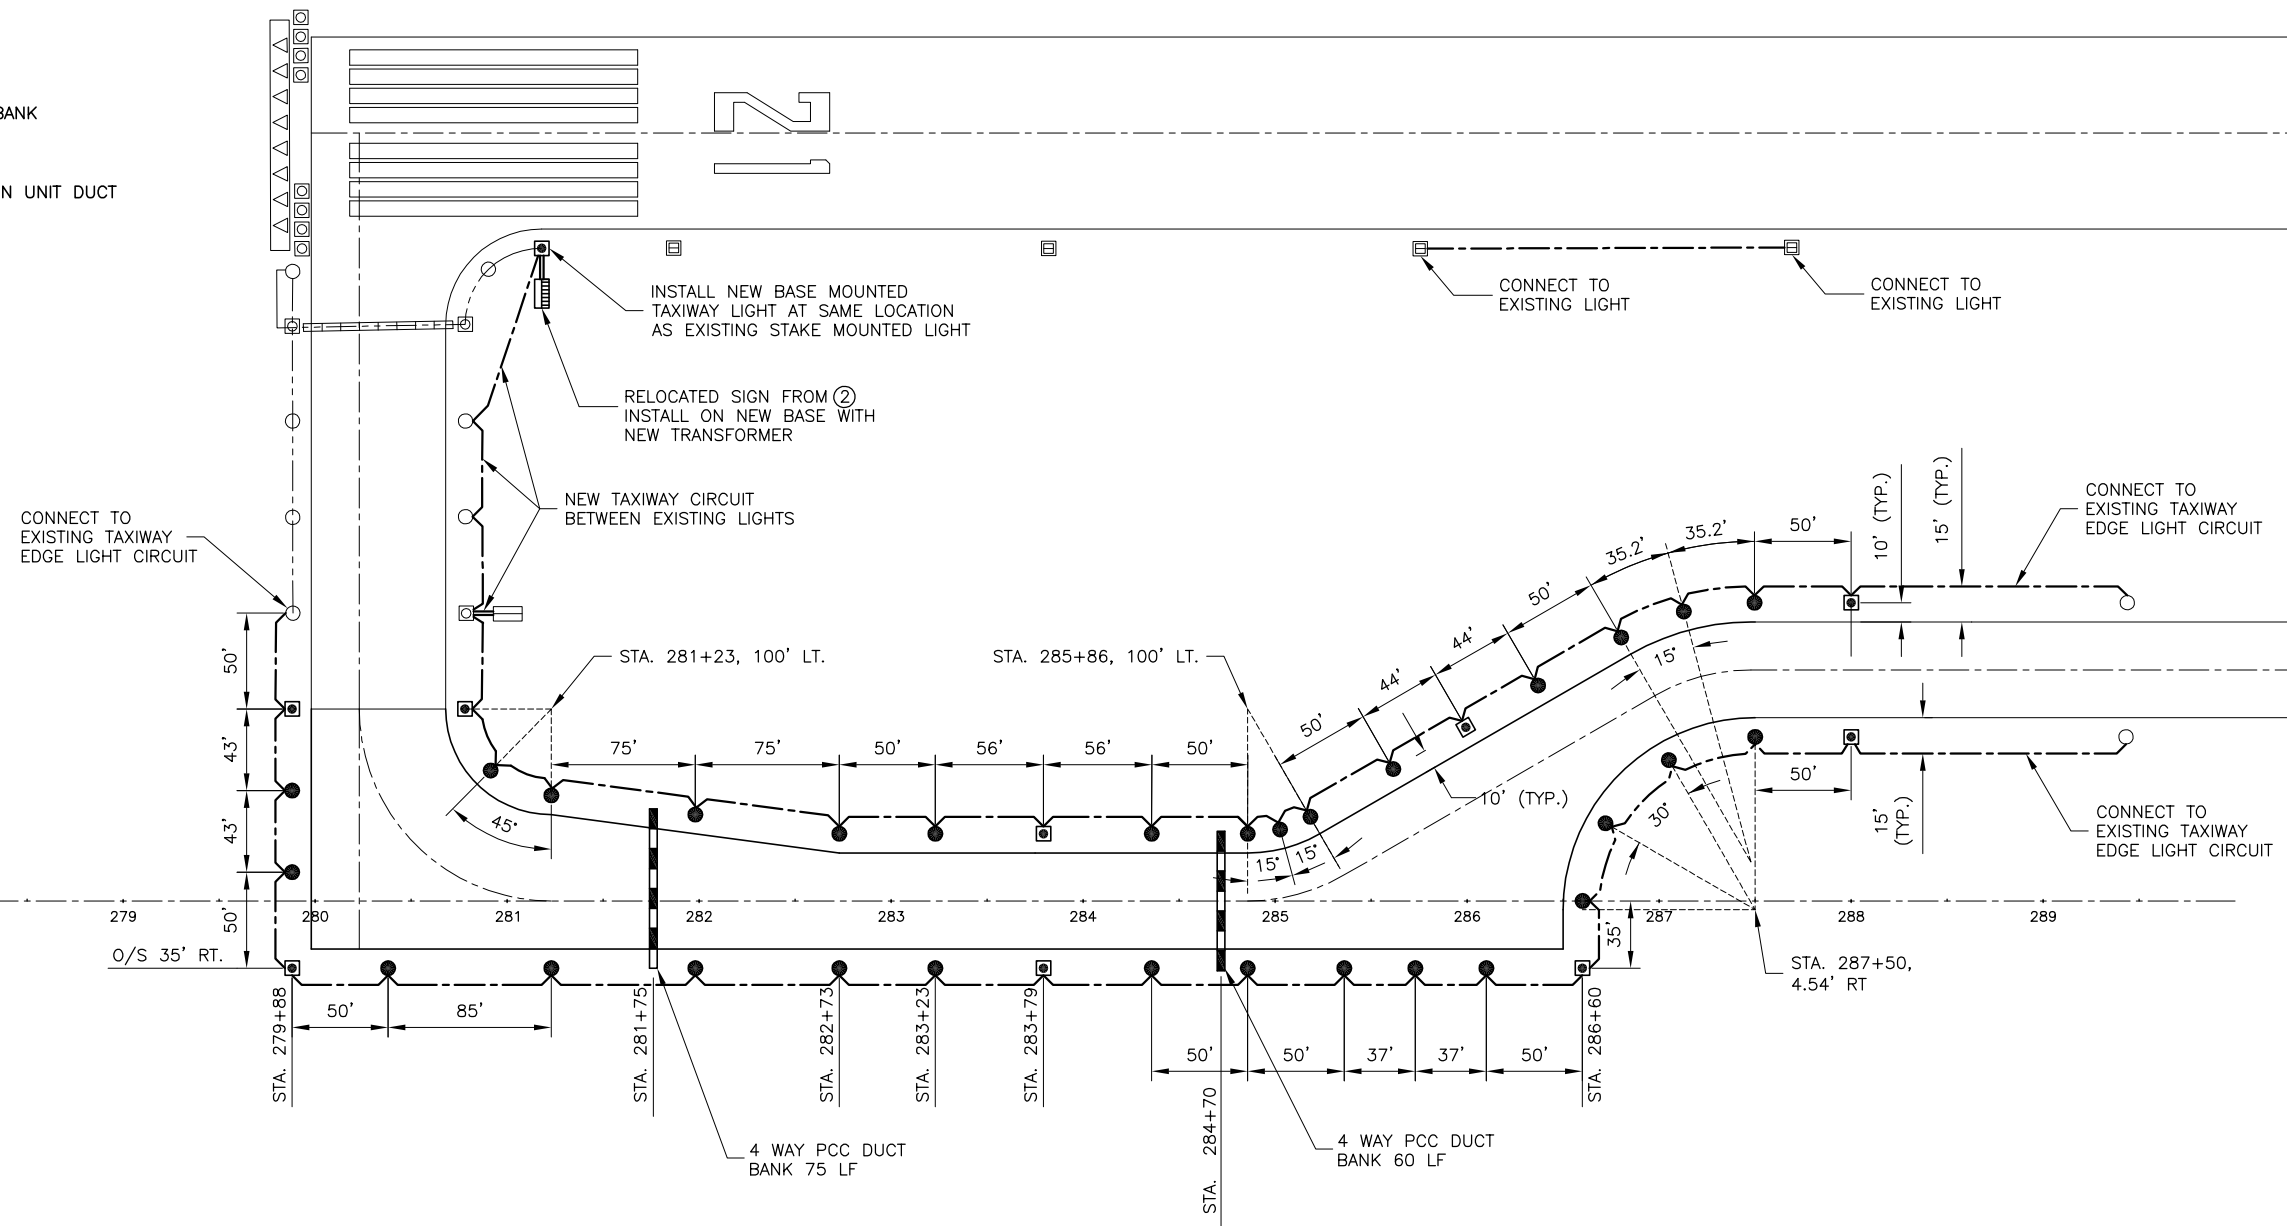 BANK
N UNIT DUCT
12
INSTALL NEW BASE MOUNTED
TAXIWAY LIGHT AT SAME LOCATION
AS EXISTING STAKE MOUNTED LIGHT
CONNECT TO
EXISTING LIGHT
CONNECT TO
EXISTING LIGHT
RELOCATED SIGN FROM 2
INSTALL ON NEW BASE WITH
NEW TRANSFORMER
NEW TAXIWAY CIRCUIT
BETWEEN EXISTING LIGHTS
CONNECT TO
EXISTING TAXIWAY
EDGE LIGHT CIRCUIT
CONNECT TO
EXISTING TAXIWAY
EDGE LIGHT CIRCUIT
10' (TYP.)
15' (TYP.)
35.2'
35.2'
50'
50'
44'
44'
50'
15°
STA. 281+23, 100' LT.
STA. 285+86, 100' LT.
50'
43'
43'
50'
75'
75'
50'
56'
56'
50'
45°
15°
15°
10' (TYP.)
30°
50'
15'
(TYP.)
CONNECT TO
EXISTING TAXIWAY
EDGE LIGHT CIRCUIT
279
280
281
282
283
284
285
286
287
288
289
O/S 35' RT.
35'
STA. 287+50,
4.54' RT
STA. 279+88
50'
85'
STA. 281+75
STA. 282+73
STA. 283+23
STA. 283+79
50'
50'
37'
37'
50'
STA. 286+60
STA. 284+70
4 WAY PCC DUCT
BANK 75 LF
4 WAY PCC DUCT
BANK 60 LF